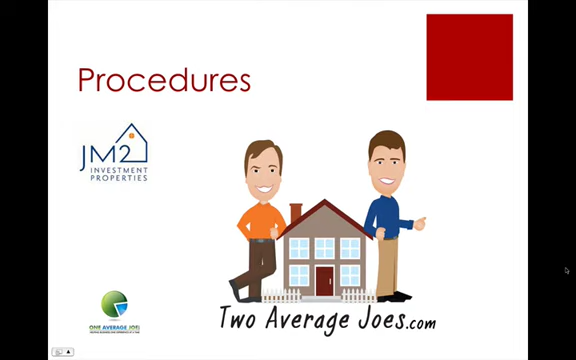 Procedures
JM2
INVESTMENT
PROPERTIES
ONE AVERAGE JOE
Two Average Joes.com